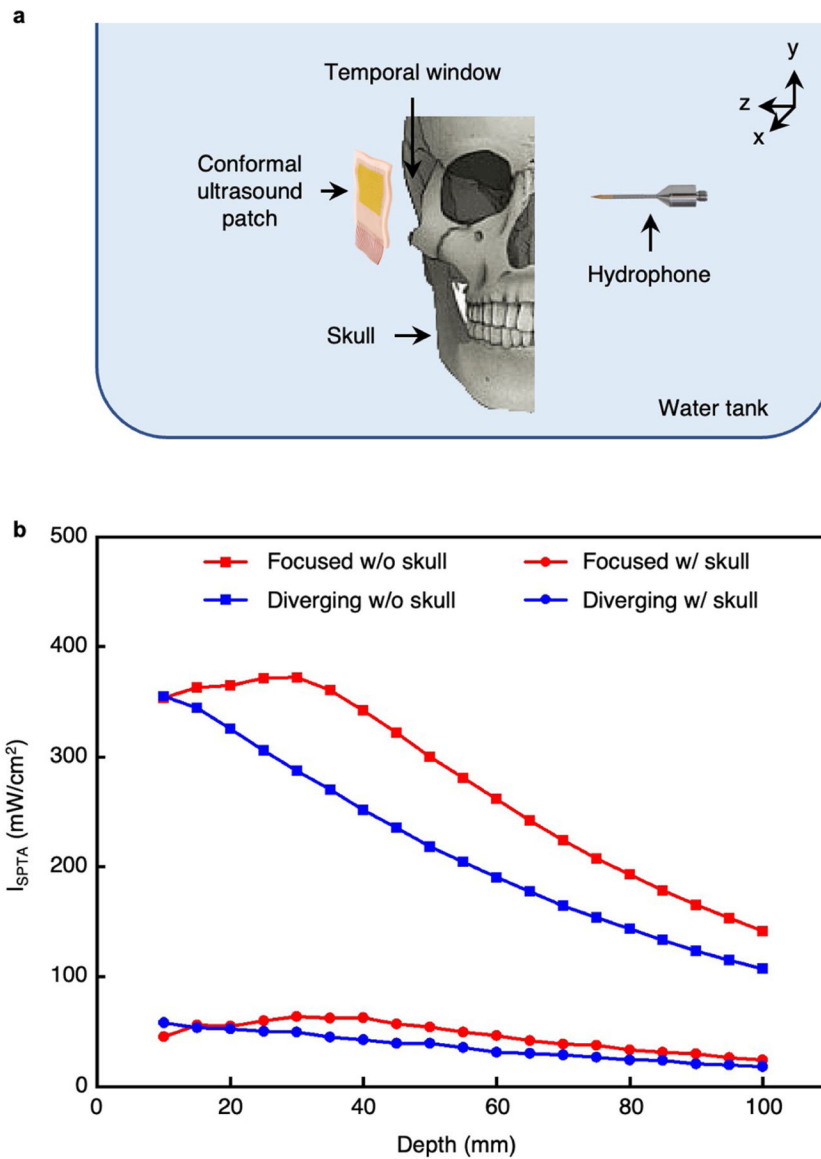 a
Temporal window
Conformal
ultrasound
patch
y
z
x
Hydrophone
Skull
Water tank
b
500
400
300
200
100
0
I_SPTA (mW/cm²)
Focused w/o skull
Focused w/ skull
Diverging w/o skull
Diverging w/ skull
0
20
40
60
80
100
Depth (mm)